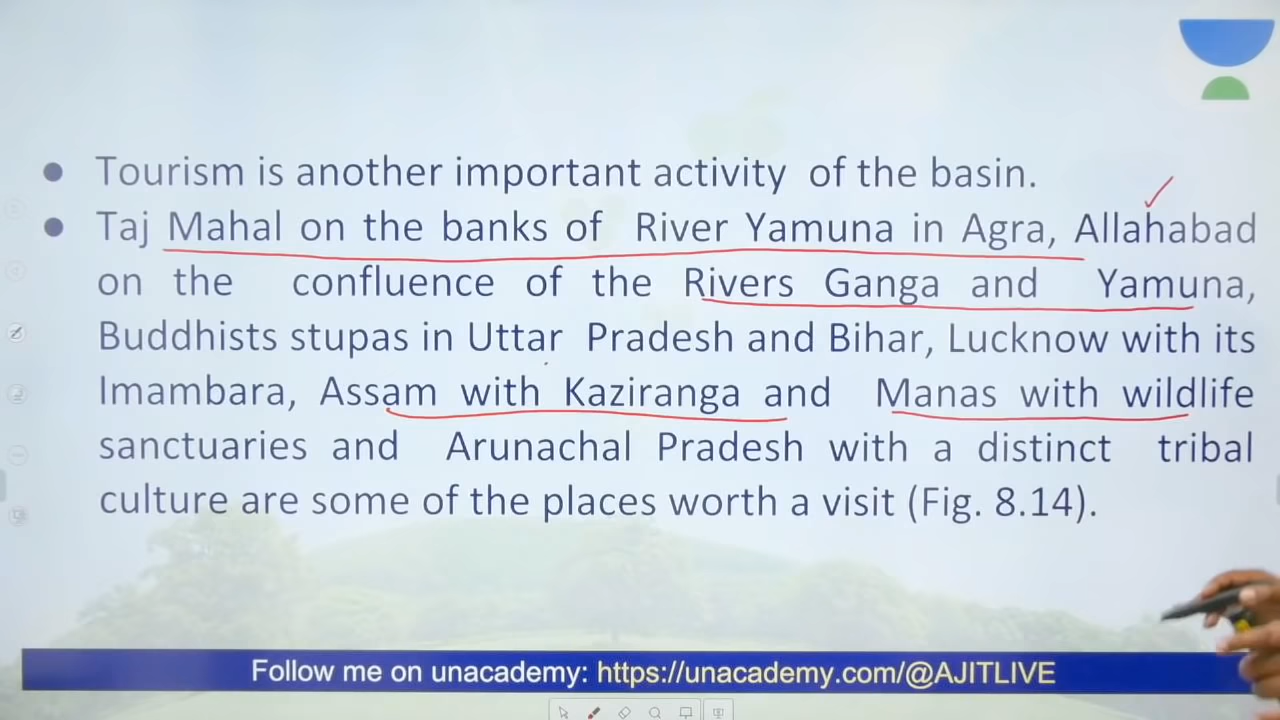 ● Tourism is another important activity of the basin.
● Taj Mahal on the banks of River Yamuna in Agra, Allahabad
on the confluence of the Rivers Ganga and Yamuna,
Buddhists stupas in Uttar Pradesh and Bihar, Lucknow with its
Imambara, Assam with Kaziranga and Manas with wildlife
sanctuaries and Arunachal Pradesh with a distinct tribal
culture are some of the places worth a visit (Fig. 8.14).
Follow me on unacademy: https://unacademy.com/@AJITLIVE